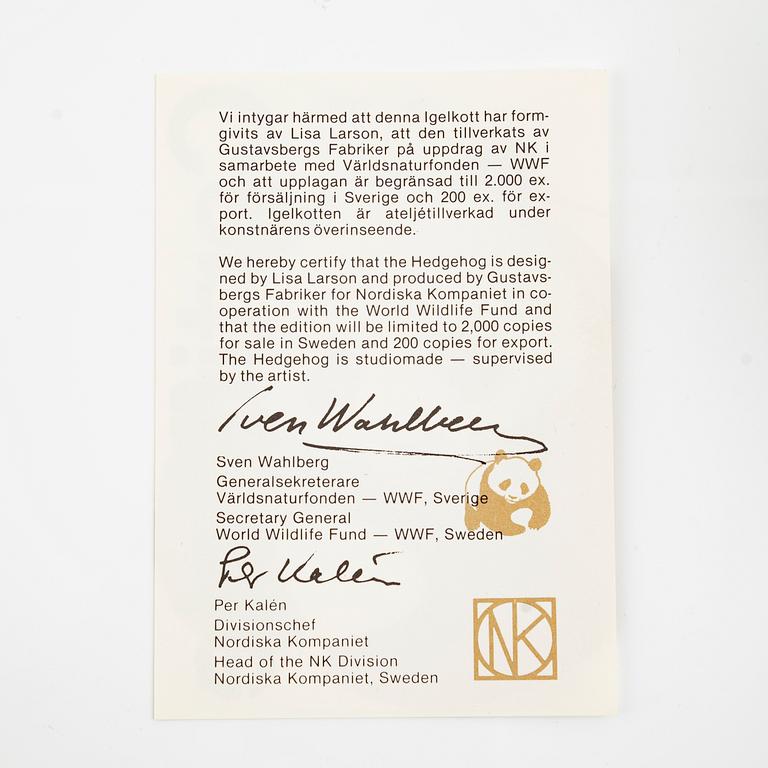 Vi intygar härmed att denna Igelkott har form-
givits av Lisa Larson, att den tillverkats av
Gustavsbergs Fabriker på uppdrag av NK i
samarbete med Världsnaturfonden — WWF
och att upplagan är begränsad till 2.000 ex.
för försäljning i Sverige och 200 ex. för ex-
port. Igelkotten är ateljétillverkad under
konstnärens överinseende.
We hereby certify that the Hedgehog is desig-
ned by Lisa Larson and produced by Gustavs-
bergs Fabriker for Nordiska Kompaniet in co-
operation with the World Wildlife Fund and
that the edition will be limited to 2,000 copies
for sale in Sweden and 200 copies for export.
The Hedgehog is studiomade — supervised
by the artist.
Sven Wahlberg
Sven Wahlberg
Generalsekreterare
Världsnaturfonden — WWF, Sverige
Secretary General
World Wildlife Fund — WWF, Sweden
Per Kalén
Per Kalén
Divisionschef
Nordiska Kompaniet
Head of the NK Division
Nordiska Kompaniet, Sweden
NK